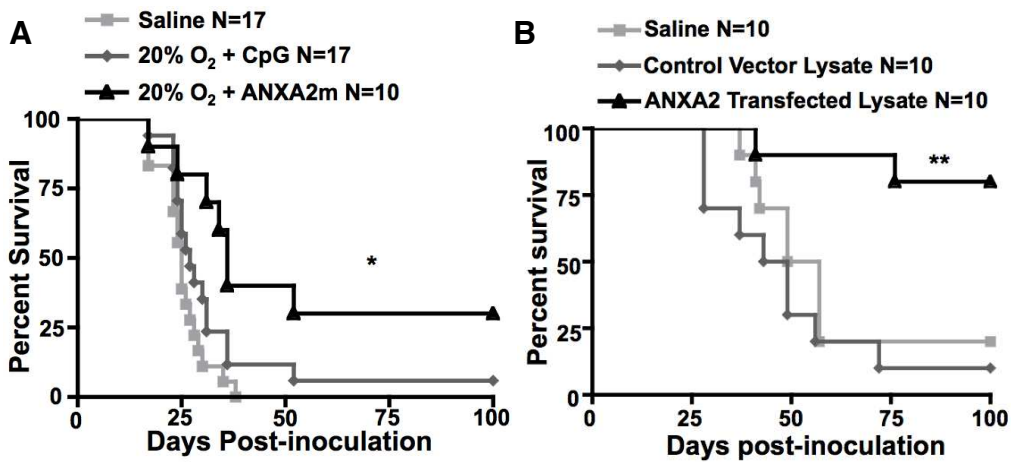 A
Saline N=17
20% O₂ + CpG N=17
20% O₂ + ANXA2m N=10
100
75
50
25
0
Percent Survival
*
0 25 50 75 100
Days Post-inoculation
B
Saline N=10
Control Vector Lysate N=10
ANXA2 Transfected Lysate N=10
100
75
50
25
0
Percent survival
**
0 25 50 75 100
Days post-inoculation